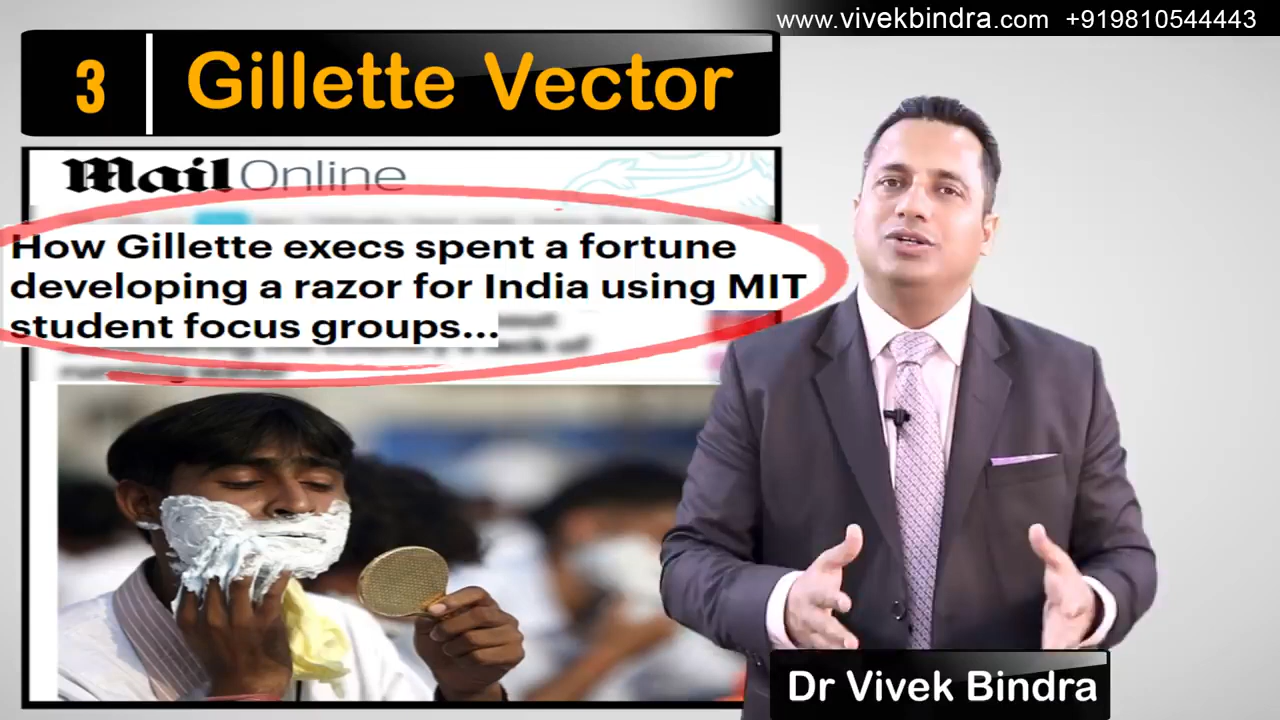 www.vivekbindra.com +919810544443
3 Gillette Vector
Mail Online
How Gillette execs spent a fortune
developing a razor for India using MIT
student focus groups...
Dr Vivek Bindra